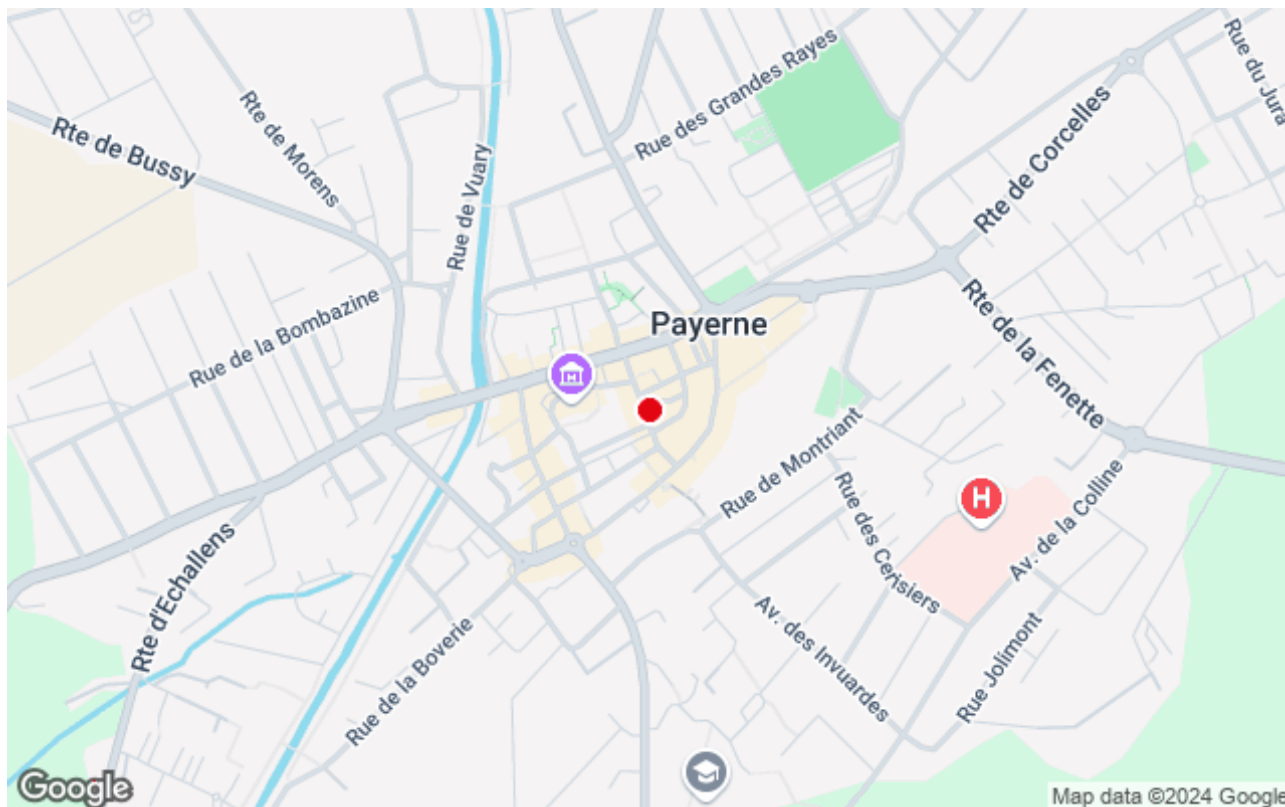 Rue des Grandes Rayes
Rue du Jura
Rte de Morens
Rte de Bussy
Rue de Vuary
Rte de Corcelles
Rue de la Bombazine
Payerne
Rte de la Fenette
Rue de Montriant
Rue des Cerisiers
H
Av. de la Colline
Rte d'Echallens
Av. des Invuardes
Rue Jolimont
Rue de la Boverie
Google
Map data ©2024 Google